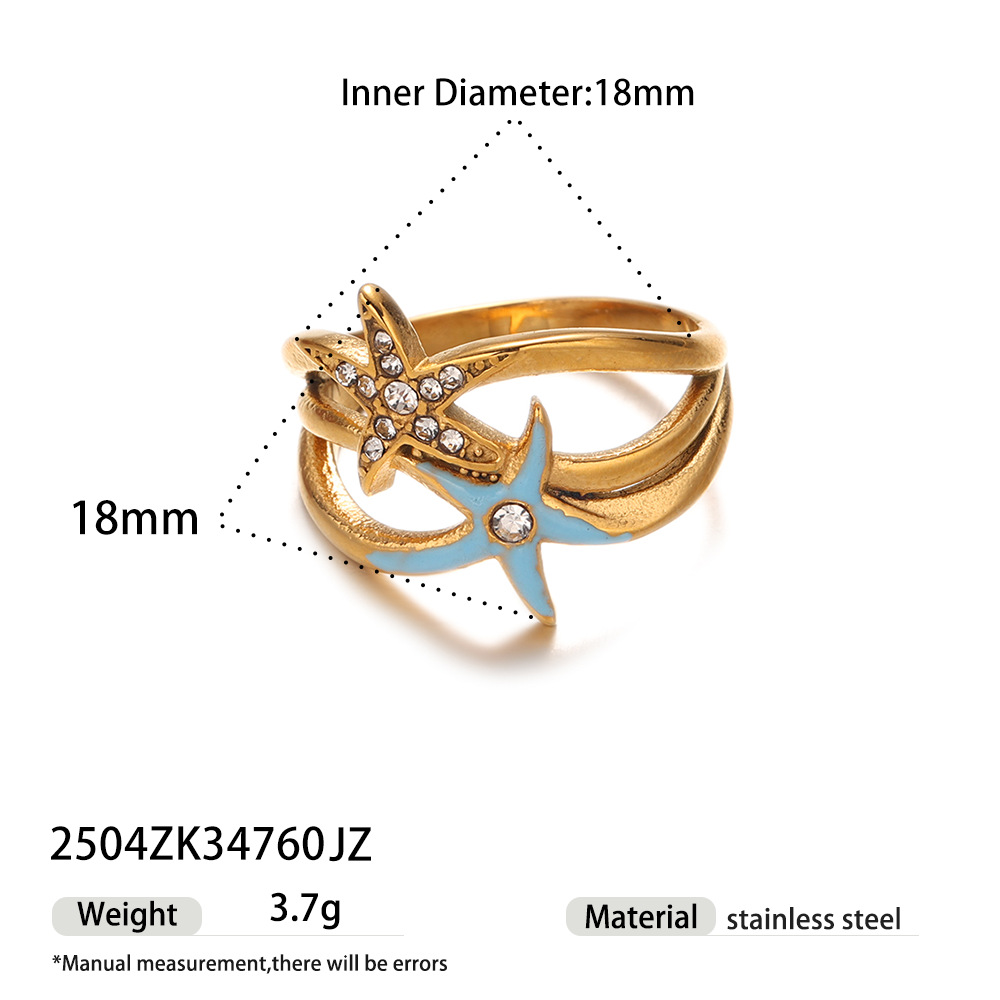 Inner Diameter:18mm
18mm
2504ZK34760JZ
Weight 3.7g
Material stainless steel
*Manual measurement,there will be errors